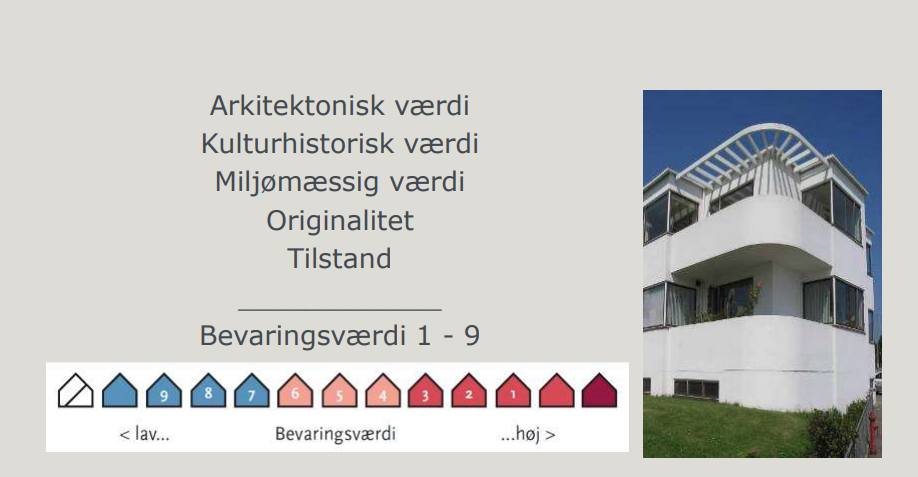 Arkitektonisk værdi
Kulturhistorisk værdi
Miljømæssig værdi
Originalitet
Tilstand
Bevaringsværdi 1 - 9
9 8 7 6 5 4 3 2 1
< lav... Bevaringsværdi ...høj >